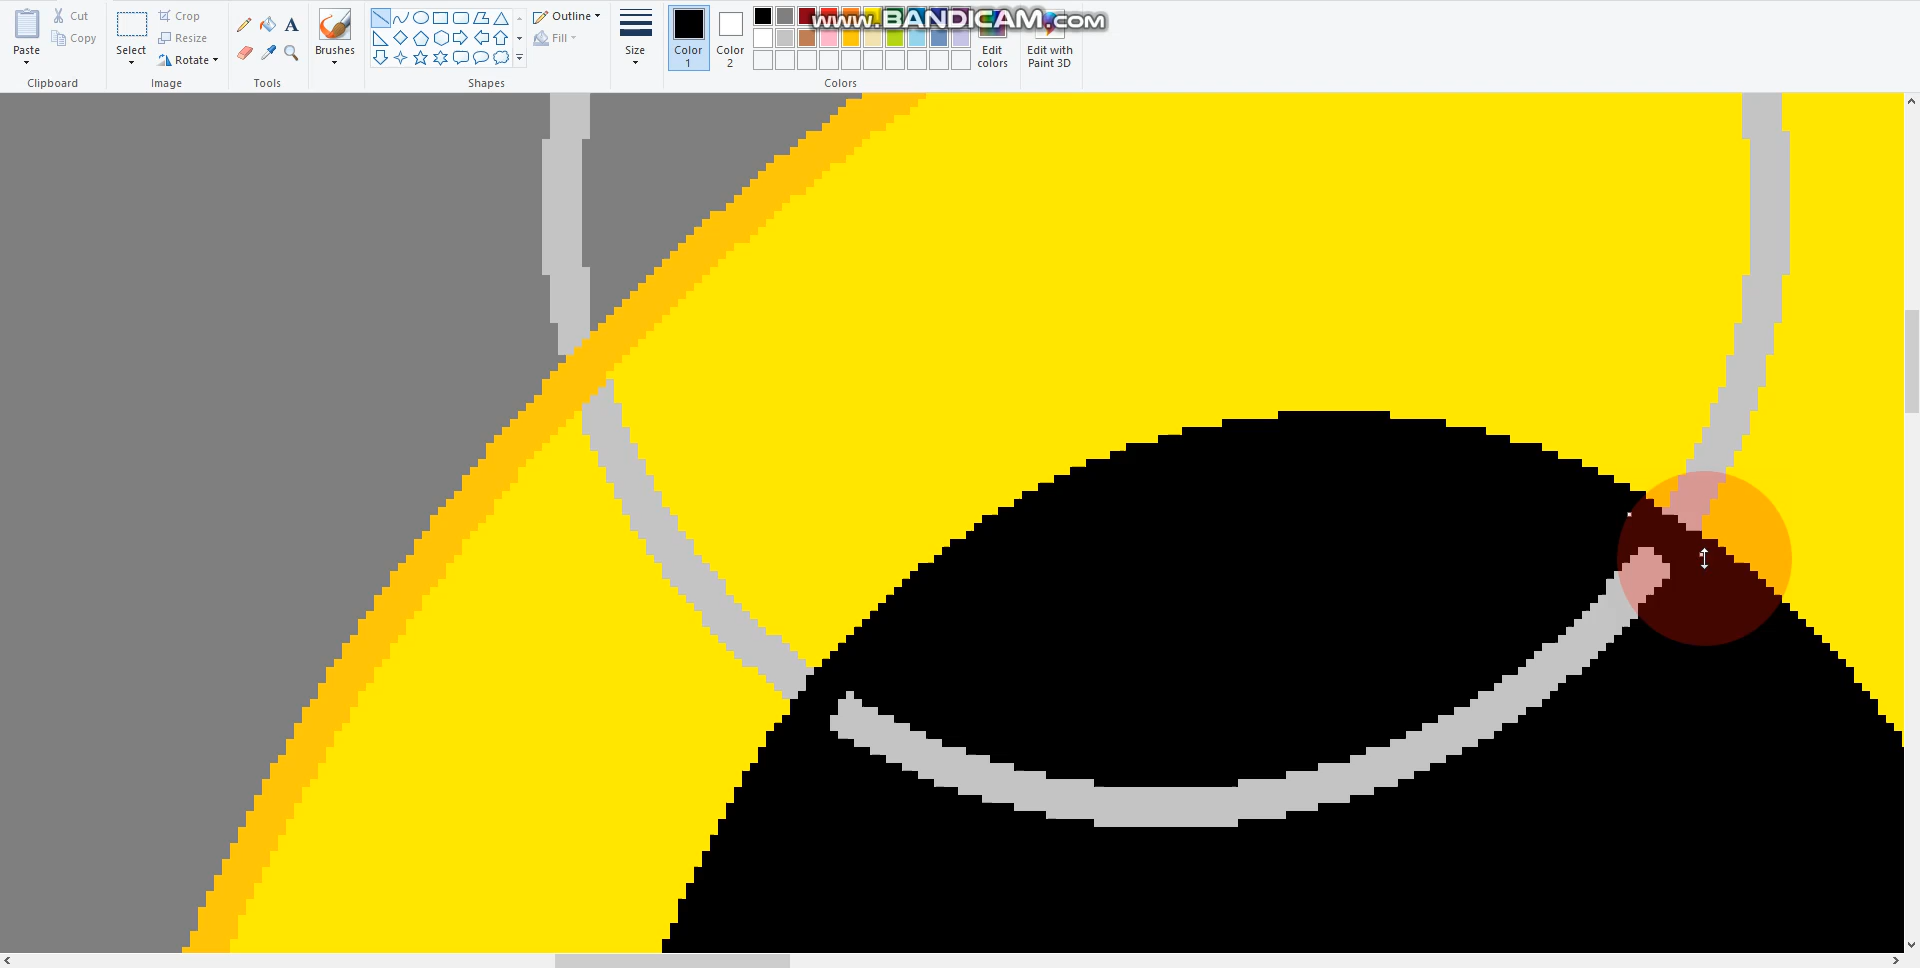 www.BANDICAM.com
Paste
Cut
Copy
Clipboard
Select
Crop
Resize
Rotate
Image
Tools
Brushes
Shapes
Outline
Fill
Size
Color 1
Color 2
Colors
Edit colors
Edit with Paint 3D